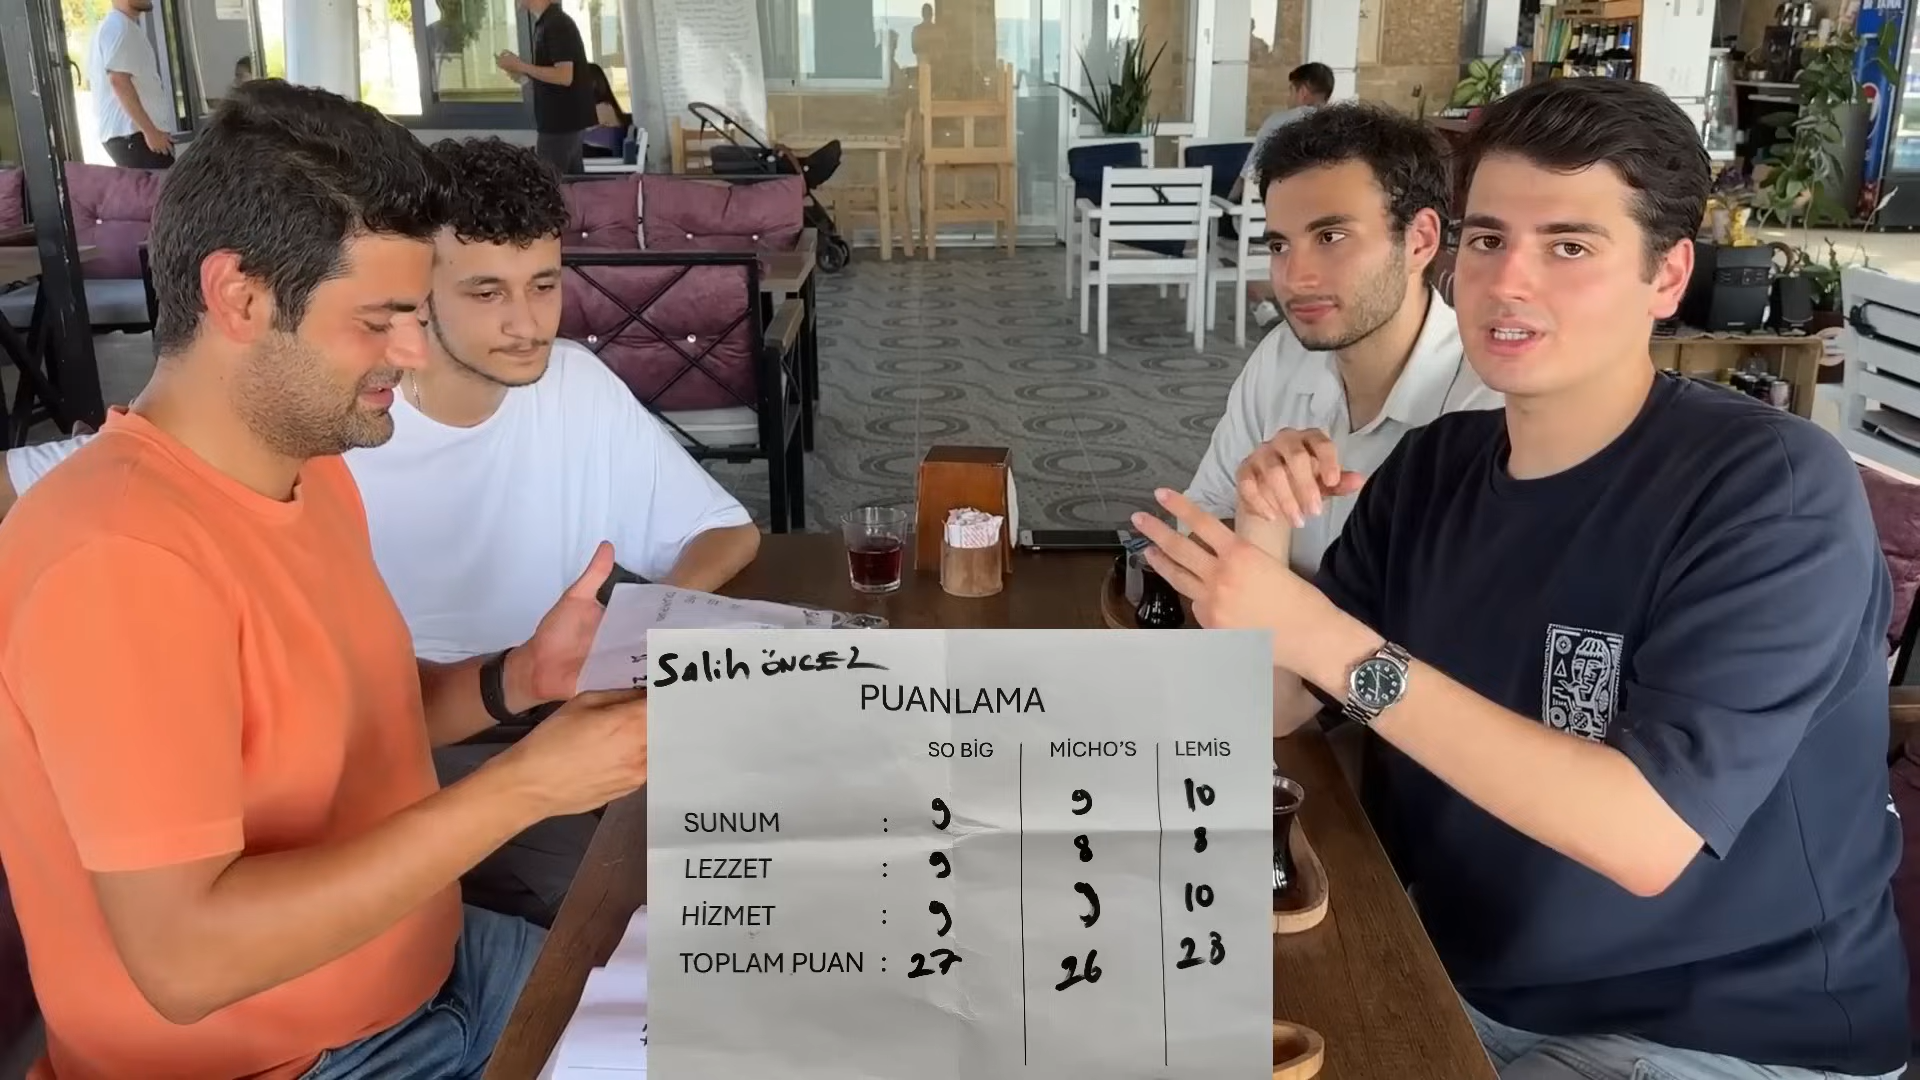 Salih ÖNCEL
PUANLAMA
SO BİG MİCHO'S LEMİS
SUNUM : 9 9 10
LEZZET : 9 8 8
HİZMET : 9 9 10
TOPLAM PUAN : 27 26 28